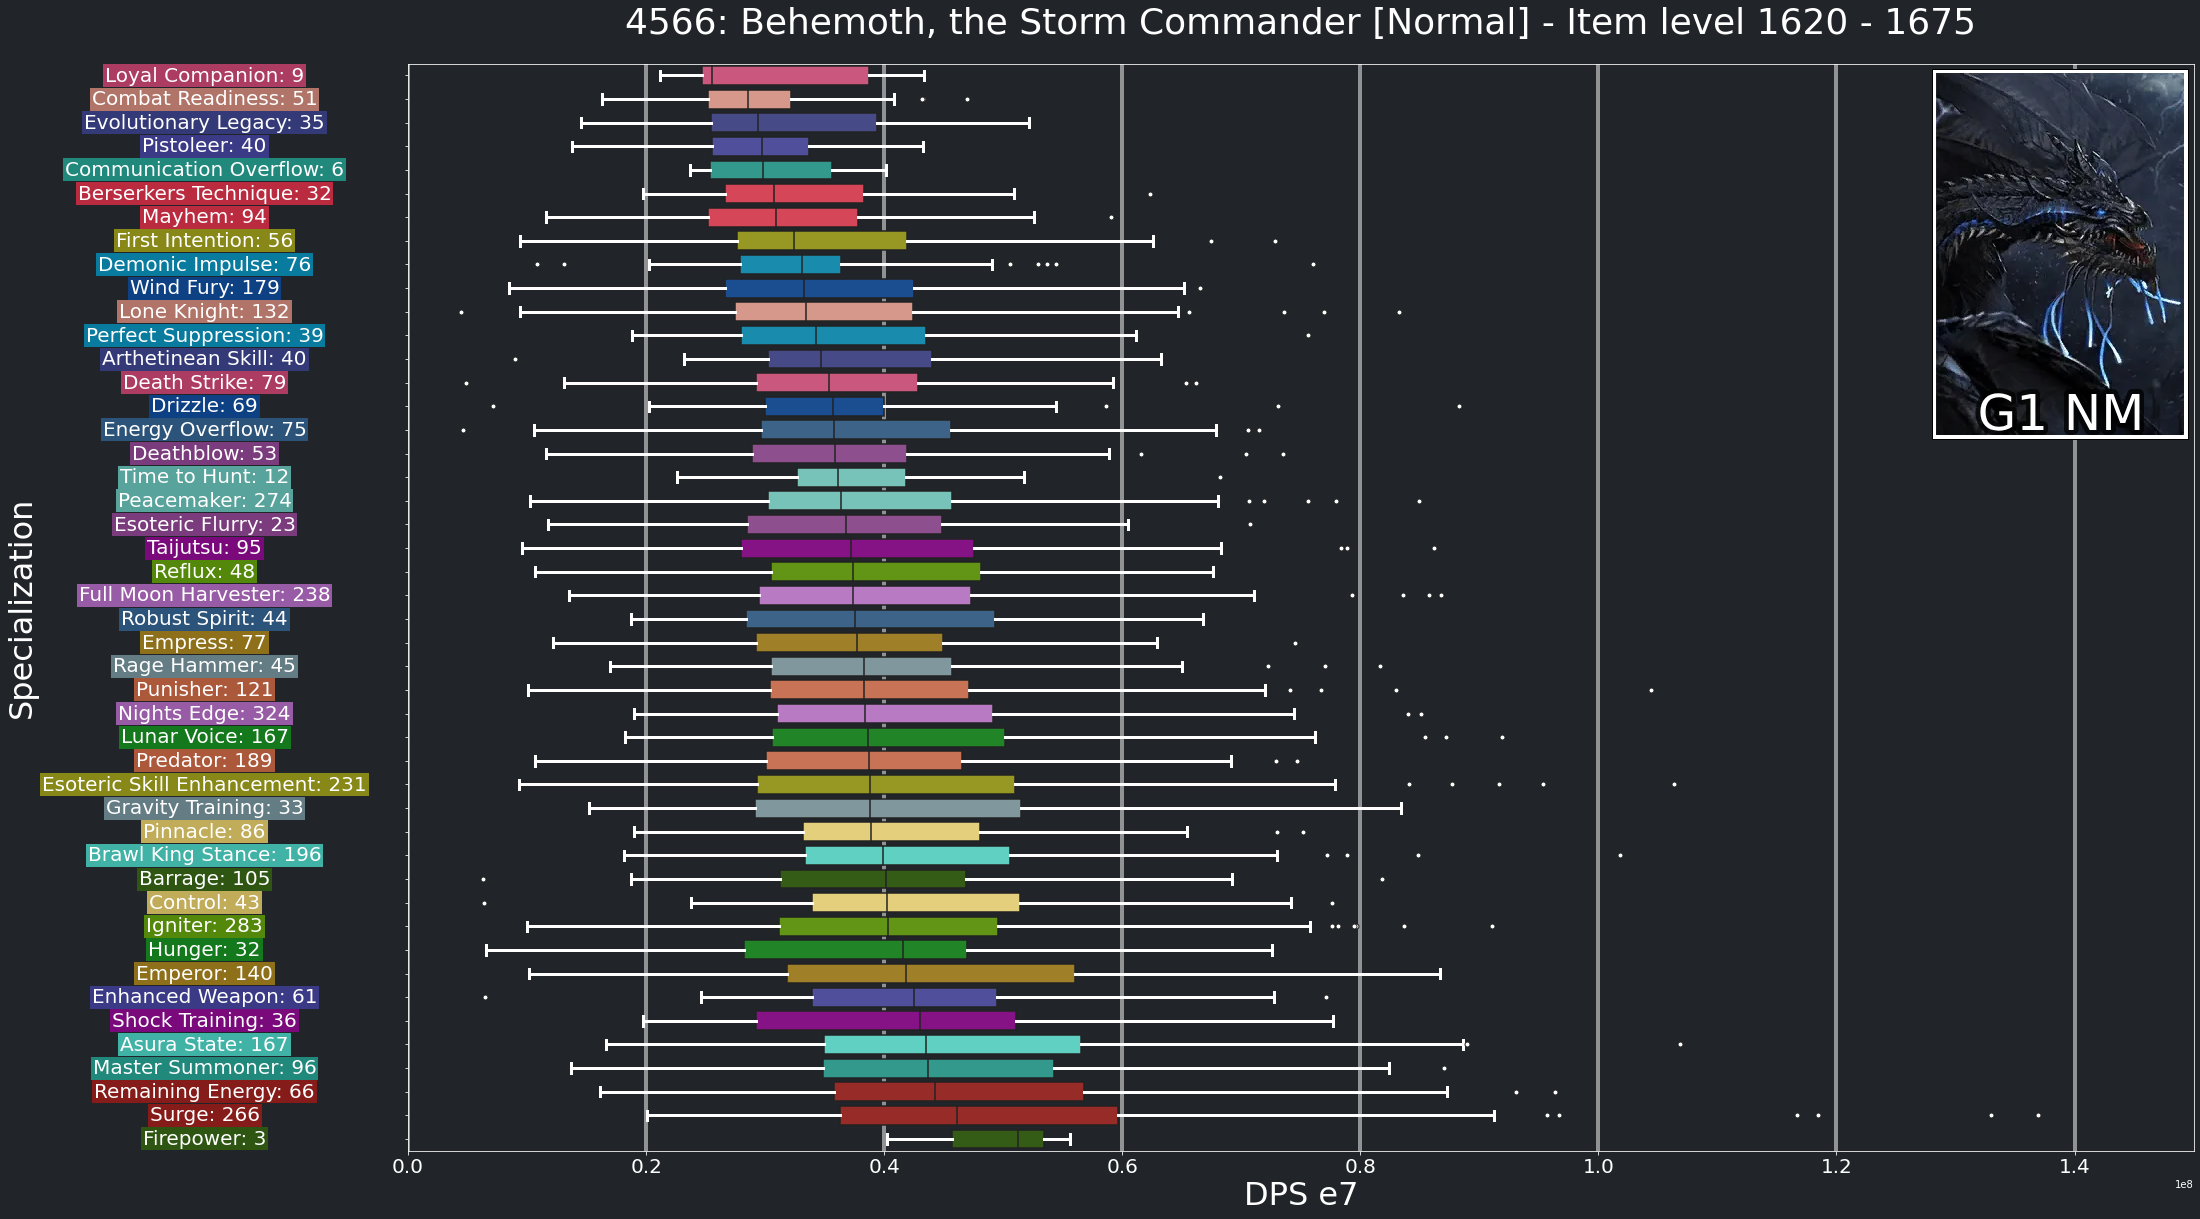 4566: Behemoth, the Storm Commander [Normal] - Item level 1620 - 1675
Loyal Companion: 9
Combat Readiness: 51
Evolutionary Legacy: 35
Pistoleer: 40
Communication Overflow: 6
Berserkers Technique: 32
Mayhem: 94
First Intention: 56
Demonic Impulse: 76
Wind Fury: 179
Lone Knight: 132
Perfect Suppression: 39
Arthetinean Skill: 40
Death Strike: 79
Drizzle: 69
Energy Overflow: 75
Deathblow: 53
Time to Hunt: 12
Peacemaker: 274
Esoteric Flurry: 23
Taijutsu: 95
Reflux: 48
Full Moon Harvester: 238
Robust Spirit: 44
Empress: 77
Rage Hammer: 45
Punisher: 121
Nights Edge: 324
Lunar Voice: 167
Predator: 189
Esoteric Skill Enhancement: 231
Gravity Training: 33
Pinnacle: 86
Brawl King Stance: 196
Barrage: 105
Control: 43
Igniter: 283
Hunger: 32
Emperor: 140
Enhanced Weapon: 61
Shock Training: 36
Asura State: 167
Master Summoner: 96
Remaining Energy: 66
Surge: 266
Firepower: 3
Specialization
G1 NM
0.0 0.2 0.4 0.6 0.8 1.0 1.2 1.4
1e8
DPS e7